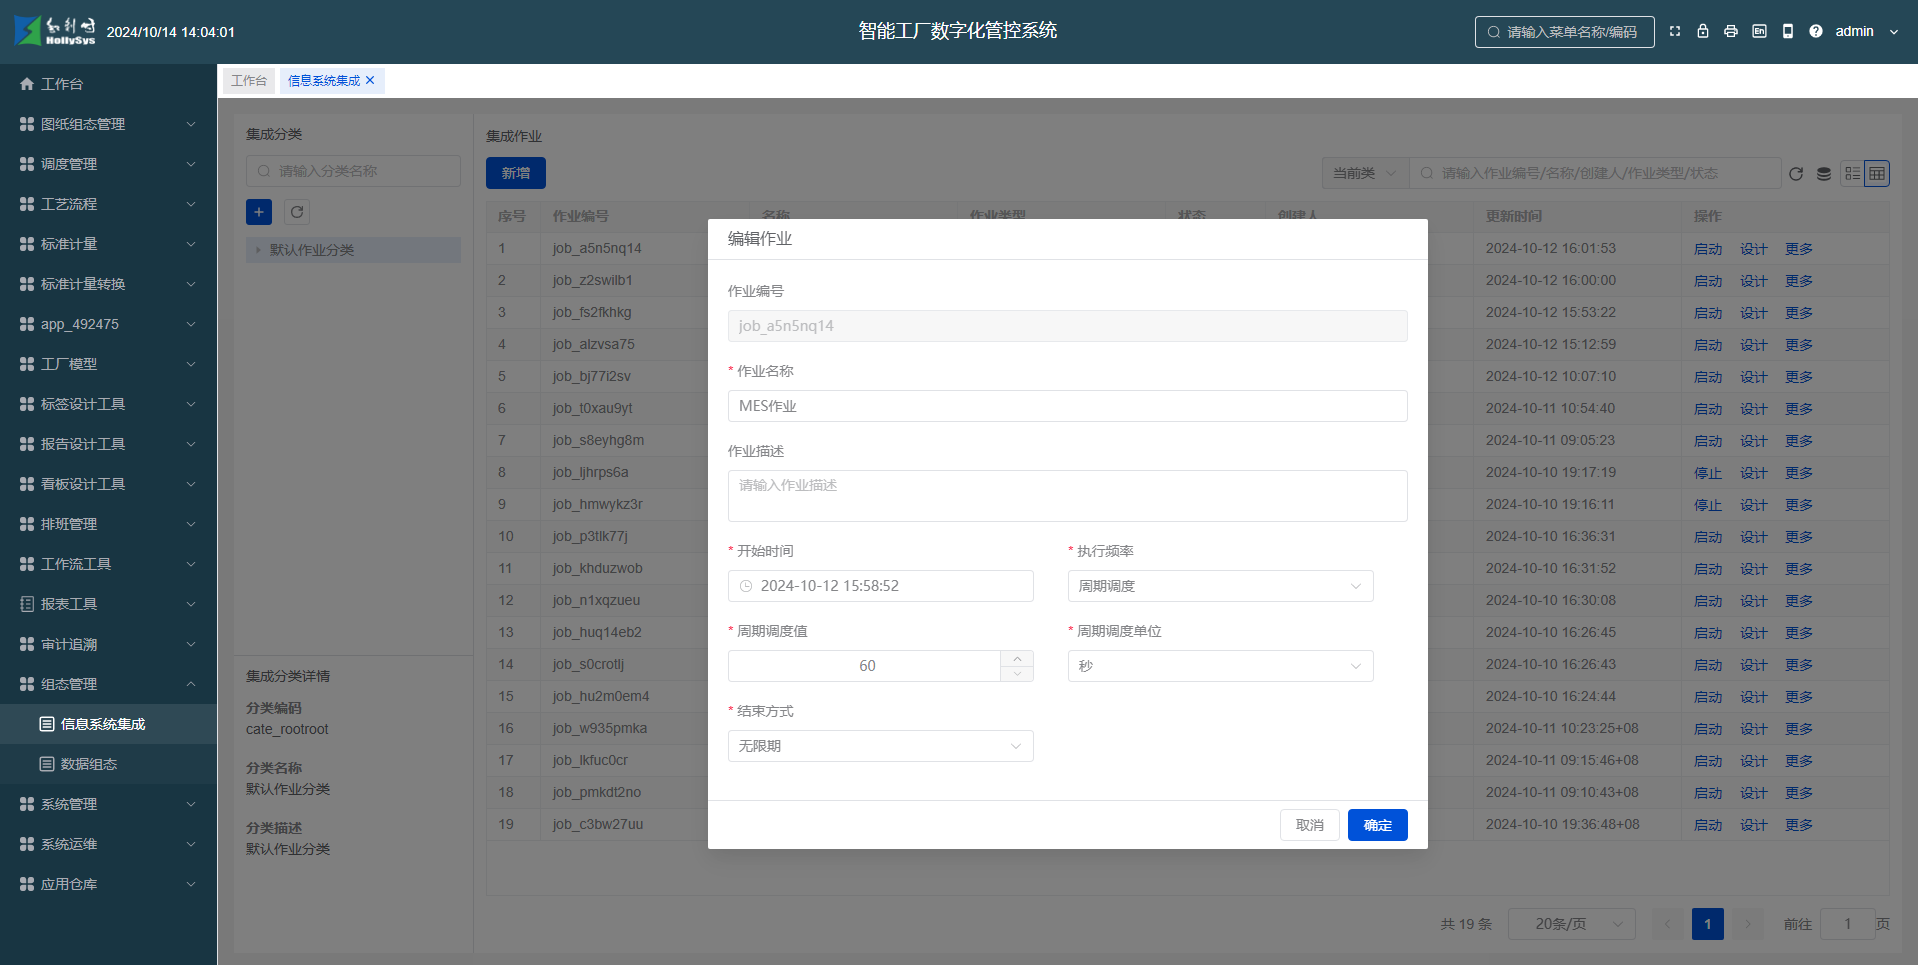 和利时
HollySys
2024/10/14 14:04:01
智能工厂数字化管控系统
请输入菜单名称/编码
En
admin
工作台
图纸组态管理
调度管理
工艺流程
标准计量
标准计量转换
app_492475
工厂模型
标签设计工具
报告设计工具
看板设计工具
排班管理
工作流工具
报表工具
审计追溯
组态管理
信息系统集成
数据组态
系统管理
系统运维
应用仓库
工作台
信息系统集成
集成分类
请输入分类名称
默认作业分类
集成分类详情
分类编码
cate_rootroot
分类名称
默认作业分类
分类描述
默认作业分类
集成作业
新增
当前类
请输入作业编号/名称/创建人/作业类型/状态
序号 作业编号 名称 作业类型 状态 创建人 更新时间 操作
1 job_a5n5nq14 2024-10-12 16:01:53 启动 设计 更多
2 job_z2swilb1 2024-10-12 16:00:00 启动 设计 更多
3 job_fs2fkhkg 2024-10-12 15:53:22 启动 设计 更多
4 job_alzvsa75 2024-10-12 15:12:59 启动 设计 更多
5 job_bj77i2sv 2024-10-12 10:07:10 启动 设计 更多
6 job_t0xau9yt 2024-10-11 10:54:40 启动 设计 更多
7 job_s8eyhg8m 2024-10-11 09:05:23 启动 设计 更多
8 job_ljhrps6a 2024-10-10 19:17:19 停止 设计 更多
9 job_hmwykz3r 2024-10-10 19:16:11 停止 设计 更多
10 job_p3tlk77j 2024-10-10 16:36:31 启动 设计 更多
11 job_khduzwob 2024-10-10 16:31:52 启动 设计 更多
12 job_n1xqzueu 2024-10-10 16:30:08 启动 设计 更多
13 job_huq14eb2 2024-10-10 16:26:45 启动 设计 更多
14 job_s0crotlj 2024-10-10 16:26:43 启动 设计 更多
15 job_hu2m0em4 2024-10-10 16:24:44 启动 设计 更多
16 job_w935pmka 2024-10-11 10:23:25+08 启动 设计 更多
17 job_lkfuc0cr 2024-10-11 09:15:46+08 启动 设计 更多
18 job_pmkdt2no 2024-10-11 09:10:43+08 启动 设计 更多
19 job_c3bw27uu 2024-10-10 19:36:48+08 启动 设计 更多
共 19 条 20条/页 1 前往 1 页
编辑作业
作业编号
job_a5n5nq14
* 作业名称
MES作业
作业描述
请输入作业描述
* 开始时间 * 执行频率
2024-10-12 15:58:52 周期调度
* 周期调度值 * 周期调度单位
60 秒
* 结束方式
无限期
取消 确定